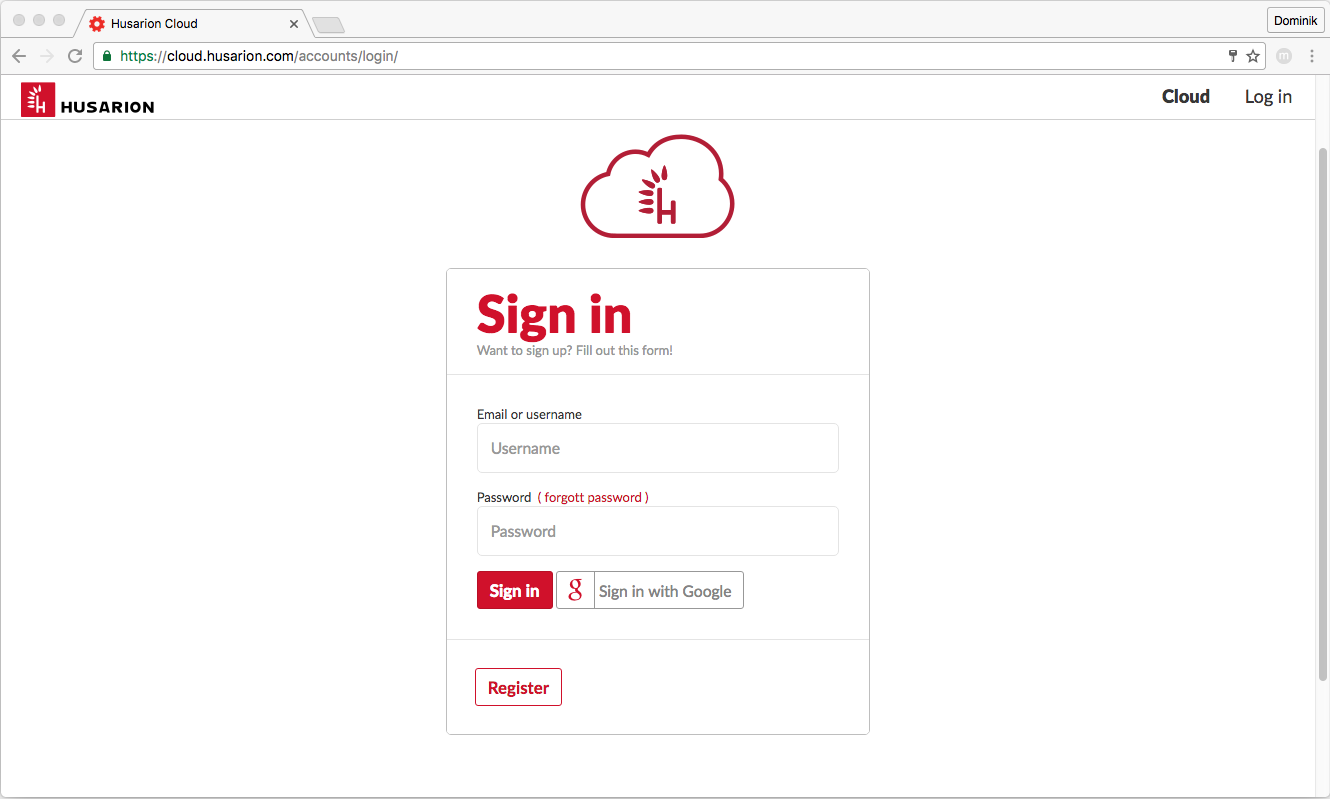 Husarion Cloud
Dominik
https://cloud.husarion.com/accounts/login/
m
H HUSARION
Cloud
Log in
H
Sign in
Want to sign up? Fill out this form!
Email or username
Username
Password ( forgott password )
Password
Sign in
g Sign in with Google
Register